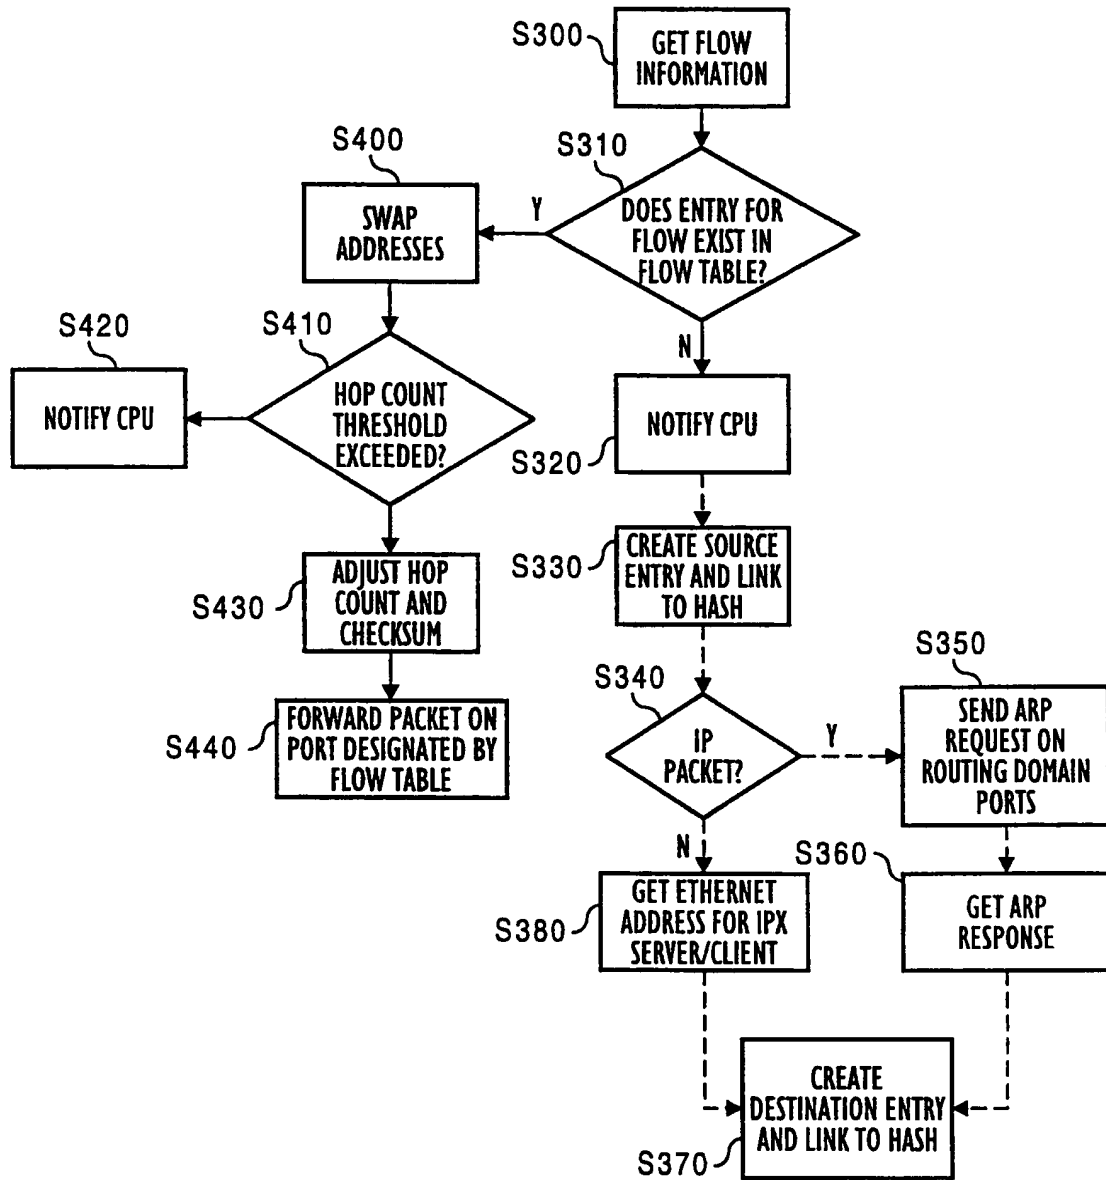 S300
GET FLOW
INFORMATION
S310
DOES ENTRY FOR
FLOW EXIST IN
FLOW TABLE?
Y
N
S400
SWAP
ADDRESSES
S410
HOP COUNT
THRESHOLD
EXCEEDED?
S420
NOTIFY CPU
S430
ADJUST HOP
COUNT AND
CHECKSUM
S440
FORWARD PACKET ON
PORT DESIGNATED BY
FLOW TABLE
S320
NOTIFY CPU
S330
CREATE SOURCE
ENTRY AND LINK
TO HASH
S340
IP
PACKET?
Y
N
S350
SEND ARP
REQUEST ON
ROUTING DOMAIN
PORTS
S360
GET ARP
RESPONSE
S380
GET ETHERNET
ADDRESS FOR IPX
SERVER/CLIENT
S370
CREATE
DESTINATION ENTRY
AND LINK TO HASH